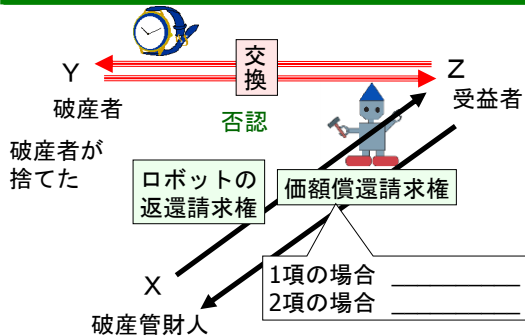 交
換
Y
破産者
Z
受益者
否認
破産者が
捨てた
ロボットの
返還請求権
価額償還請求権
X
破産管財人
1項の場合 __________
2項の場合 __________